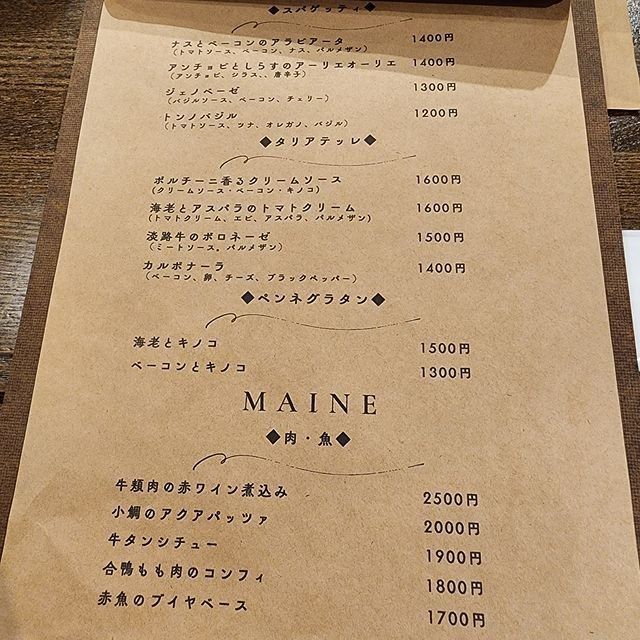 ◆スパゲッティ◆
ナスとベーコンのアラビアータ 1400円
(トマトソース、ベーコン、ナス、パルメザン)
アンチョビとしらすのアーリエオーリエ 1400円
(アンチョビ、シラス、、唐辛子)
ジェノベーゼ 1300円
(バジルソース、ベーコン、チェリー)
トンノバジル 1200円
(トマトソース、ツナ、オレガノ、バジル)
◆タリアテッレ◆
ポルチーニ香るクリームソース 1600円
(クリームソース・ベーコン・キノコ)
海老とアスパラのトマトクリーム 1600円
(トマトクリーム、エビ、アスパラ、パルメザン)
淡路牛のボロネーゼ 1500円
(ミートソース。パルメザン)
カルボナーラ 1400円
(ベーコン、卵、チーズ、ブラックペッパー)
◆ペンネグラタン◆
海老とキノコ 1500円
ベーコンとキノコ 1300円
MAINE
◆肉・魚◆
牛頬肉の赤ワイン煮込み 2500円
小鯛のアクアパッツァ 2000円
牛タンシチュー 1900円
合鴨もも肉のコンフィ 1800円
赤魚のブイヤベース 1700円